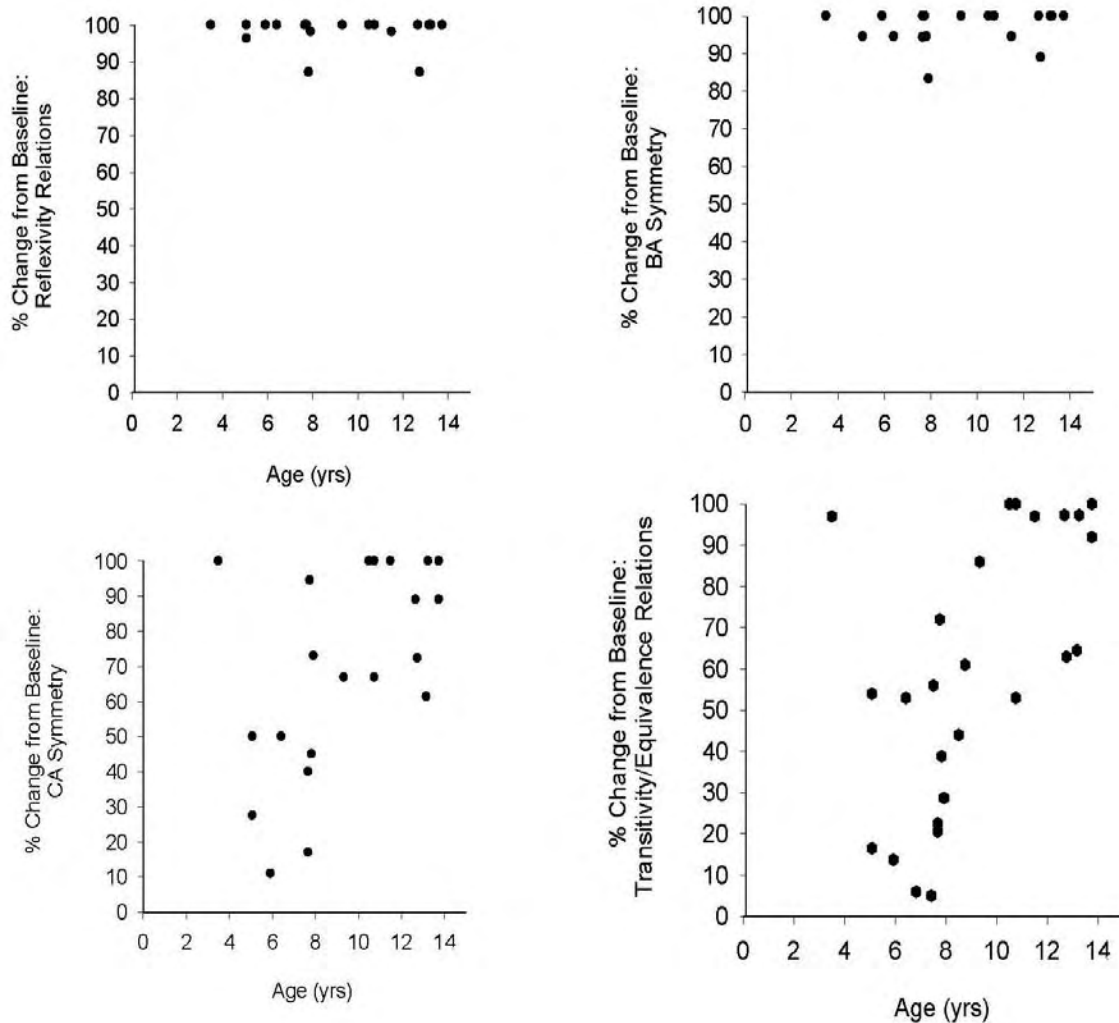 % Change from Baseline:
Reflexivity Relations
100
90
80
70
60
50
40
30
20
10
0
0 2 4 6 8 10 12 14
Age (yrs)
% Change from Baseline:
BA Symmetry
100
90
80
70
60
50
40
30
20
10
0
0 2 4 6 8 10 12 14
Age (yrs)
% Change from Baseline:
CA Symmetry
100
90
80
70
60
50
40
30
20
10
0
0 2 4 6 8 10 12 14
Age (yrs)
% Change from Baseline:
Transitivity/Equivalence Relations
100
90
80
70
60
50
40
30
20
10
0
0 2 4 6 8 10 12 14
Age (yrs)